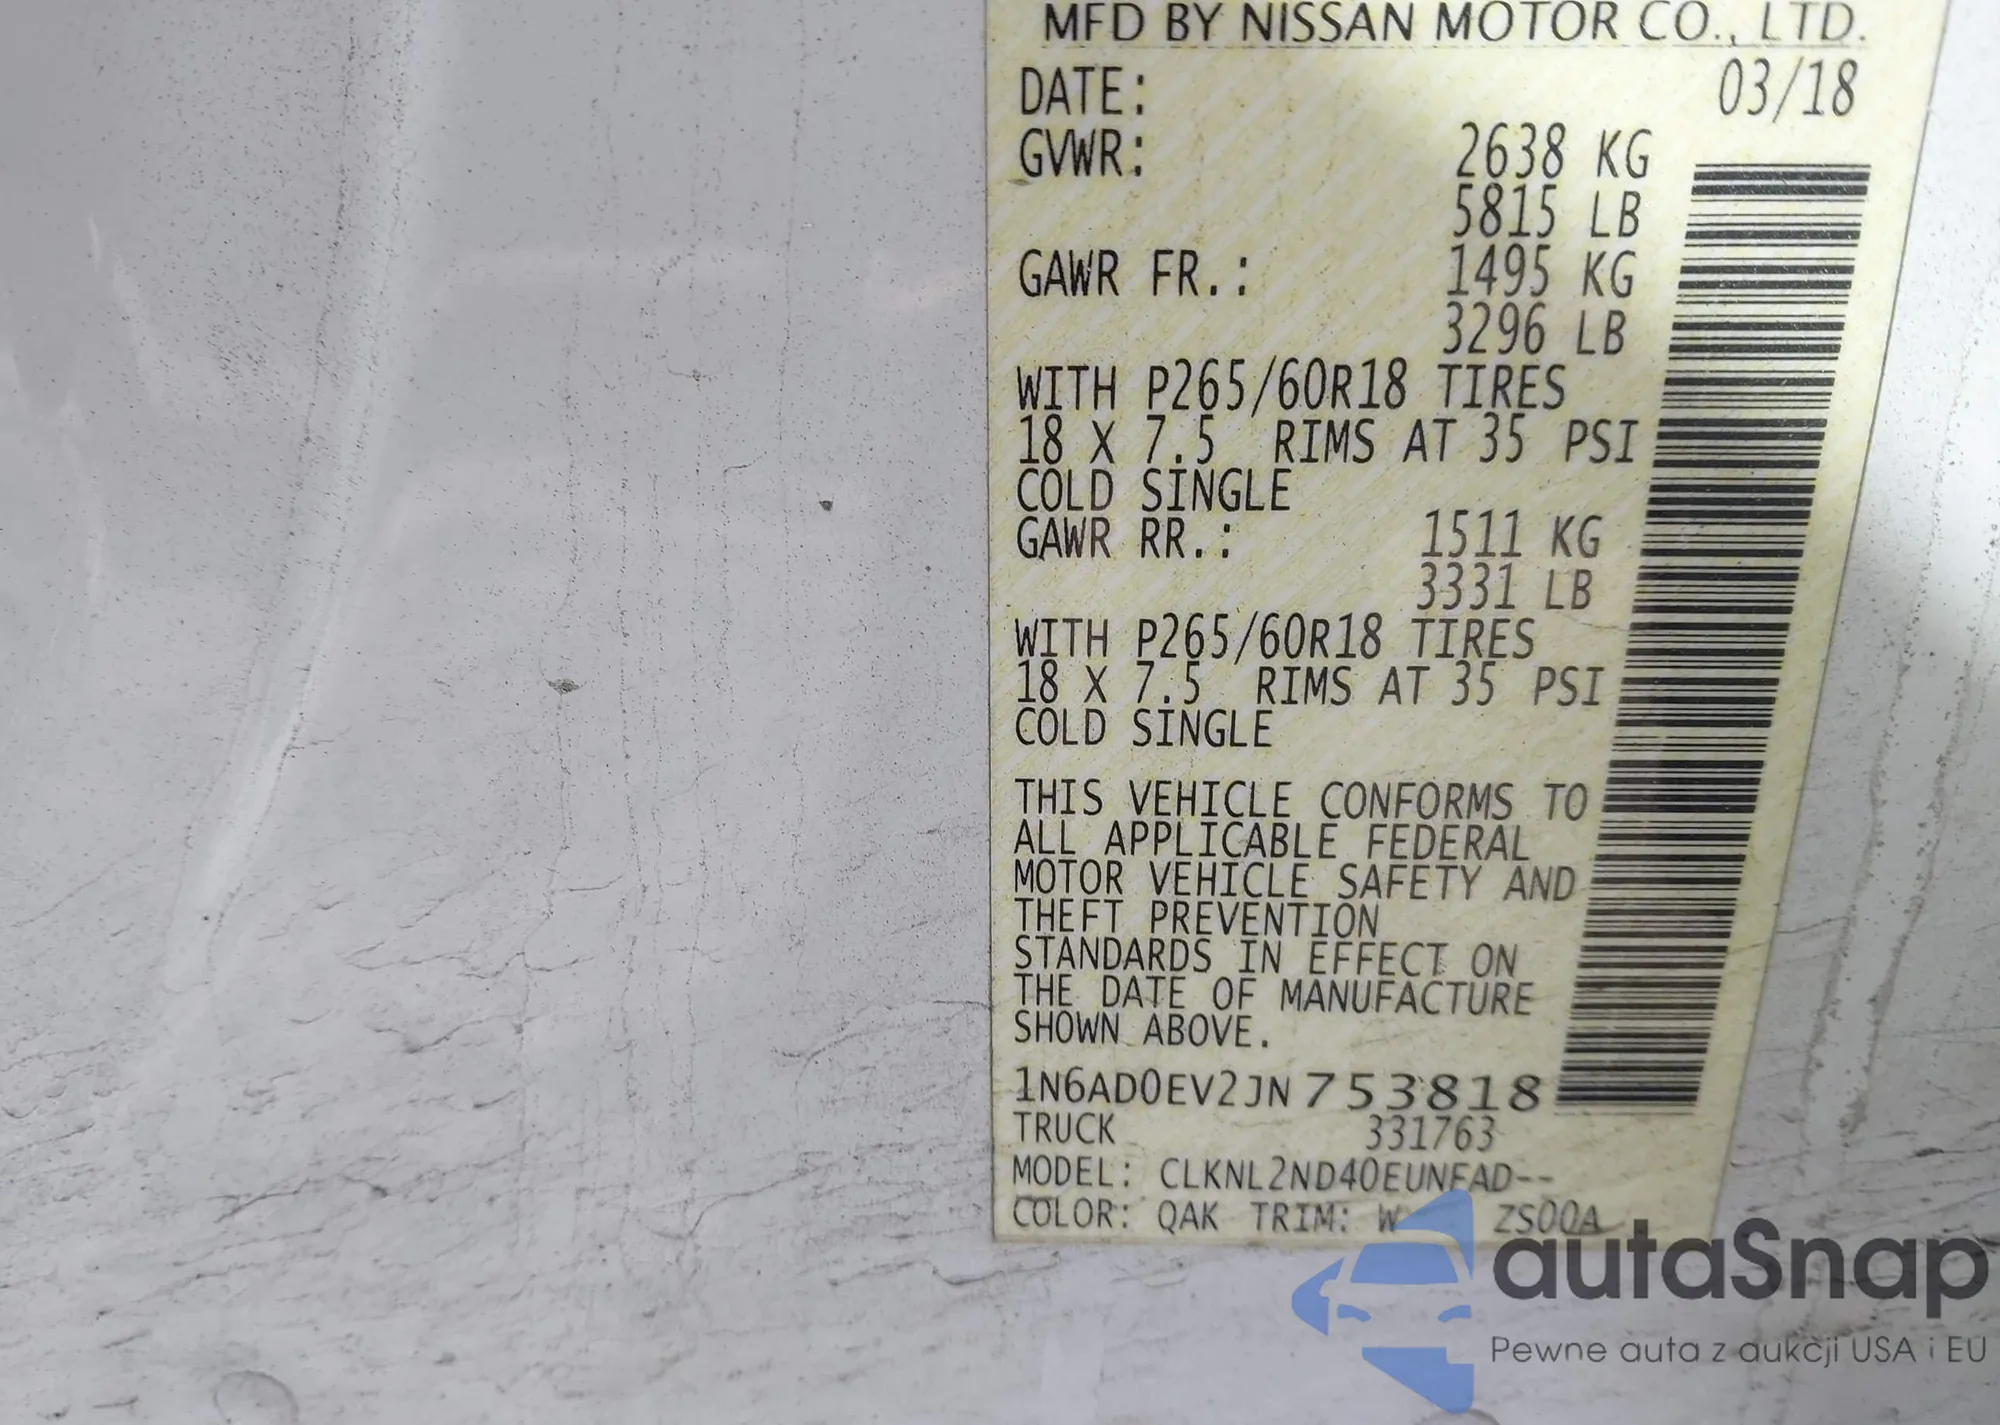 MFD BY NISSAN MOTOR CO., LTD.
DATE: 03/18
GVWR: 2638 KG
5815 LB
GAWR FR.: 1495 KG
3296 LB
WITH P265/60R18 TIRES
18 X 7.5 RIMS AT 35 PSI
COLD SINGLE
GAWR RR.: 1511 KG
3331 LB
WITH P265/60R18 TIRES
18 X 7.5 RIMS AT 35 PSI
COLD SINGLE
THIS VEHICLE CONFORMS TO
ALL APPLICABLE FEDERAL
MOTOR VEHICLE SAFETY AND
THEFT PREVENTION
STANDARDS IN EFFECT ON
THE DATE OF MANUFACTURE
SHOWN ABOVE.
1N6AD0EV2JN753818
TRUCK 331763
MODEL: CLKNL2ND40EUNFAD--
COLOR: QAK TRIM: W ZS00A
autaSnap
Pewne auta z aukcji USA i EU